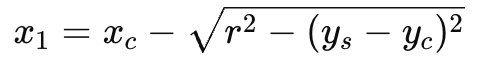 $x_1 = x_c - \sqrt{r^2 - (y_s - y_c)^2}$